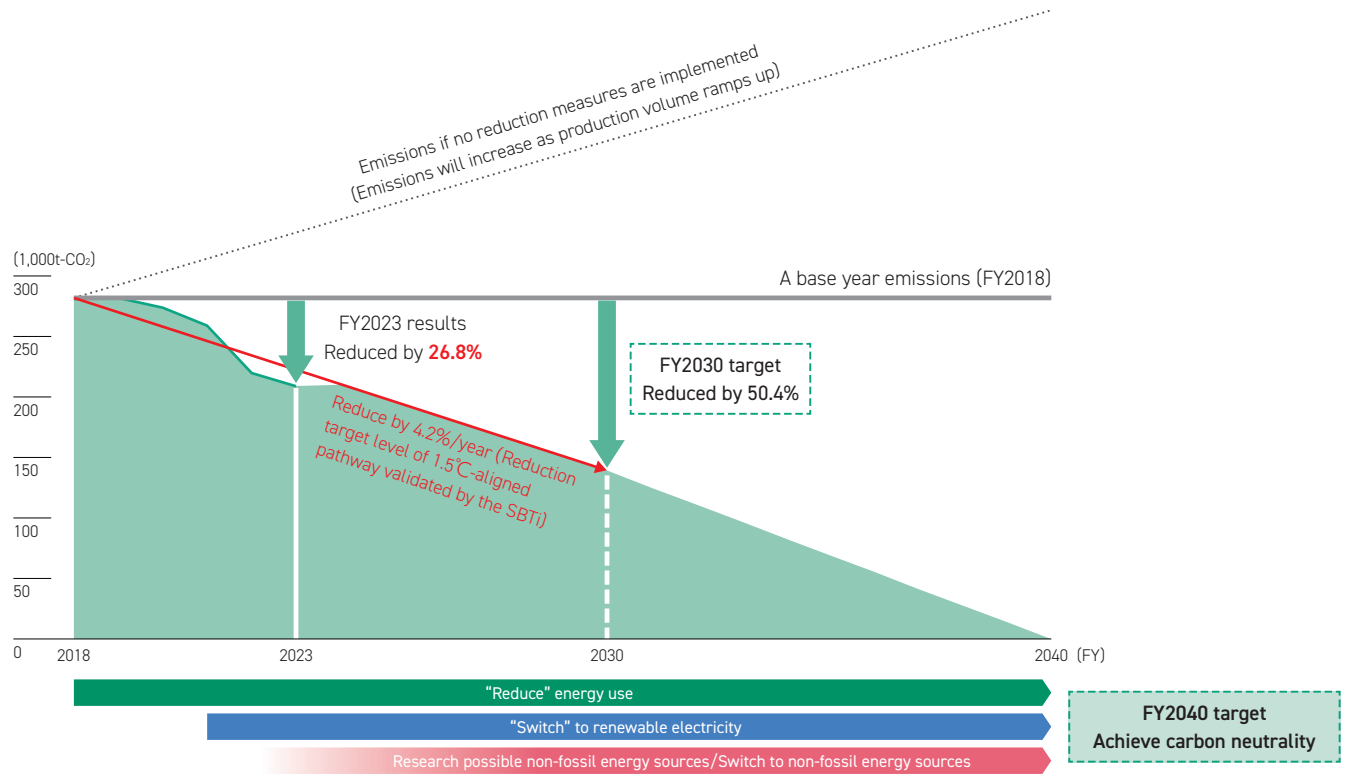 Emissions if no reduction measures are implemented
(Emissions will increase as production volume ramps up)
(1,000t-CO₂)
300
250
200
150
100
50
0
A base year emissions (FY2018)
FY2023 results
Reduced by 26.8%
FY2030 target
Reduced by 50.4%
Reduce by 4.2%/year (Reduction
target level of 1.5℃-aligned
pathway validated by the SBTi)
2018
2023
2030
2040 (FY)
“Reduce” energy use
“Switch” to renewable electricity
Research possible non-fossil energy sources/Switch to non-fossil energy sources
FY2040 target
Achieve carbon neutrality